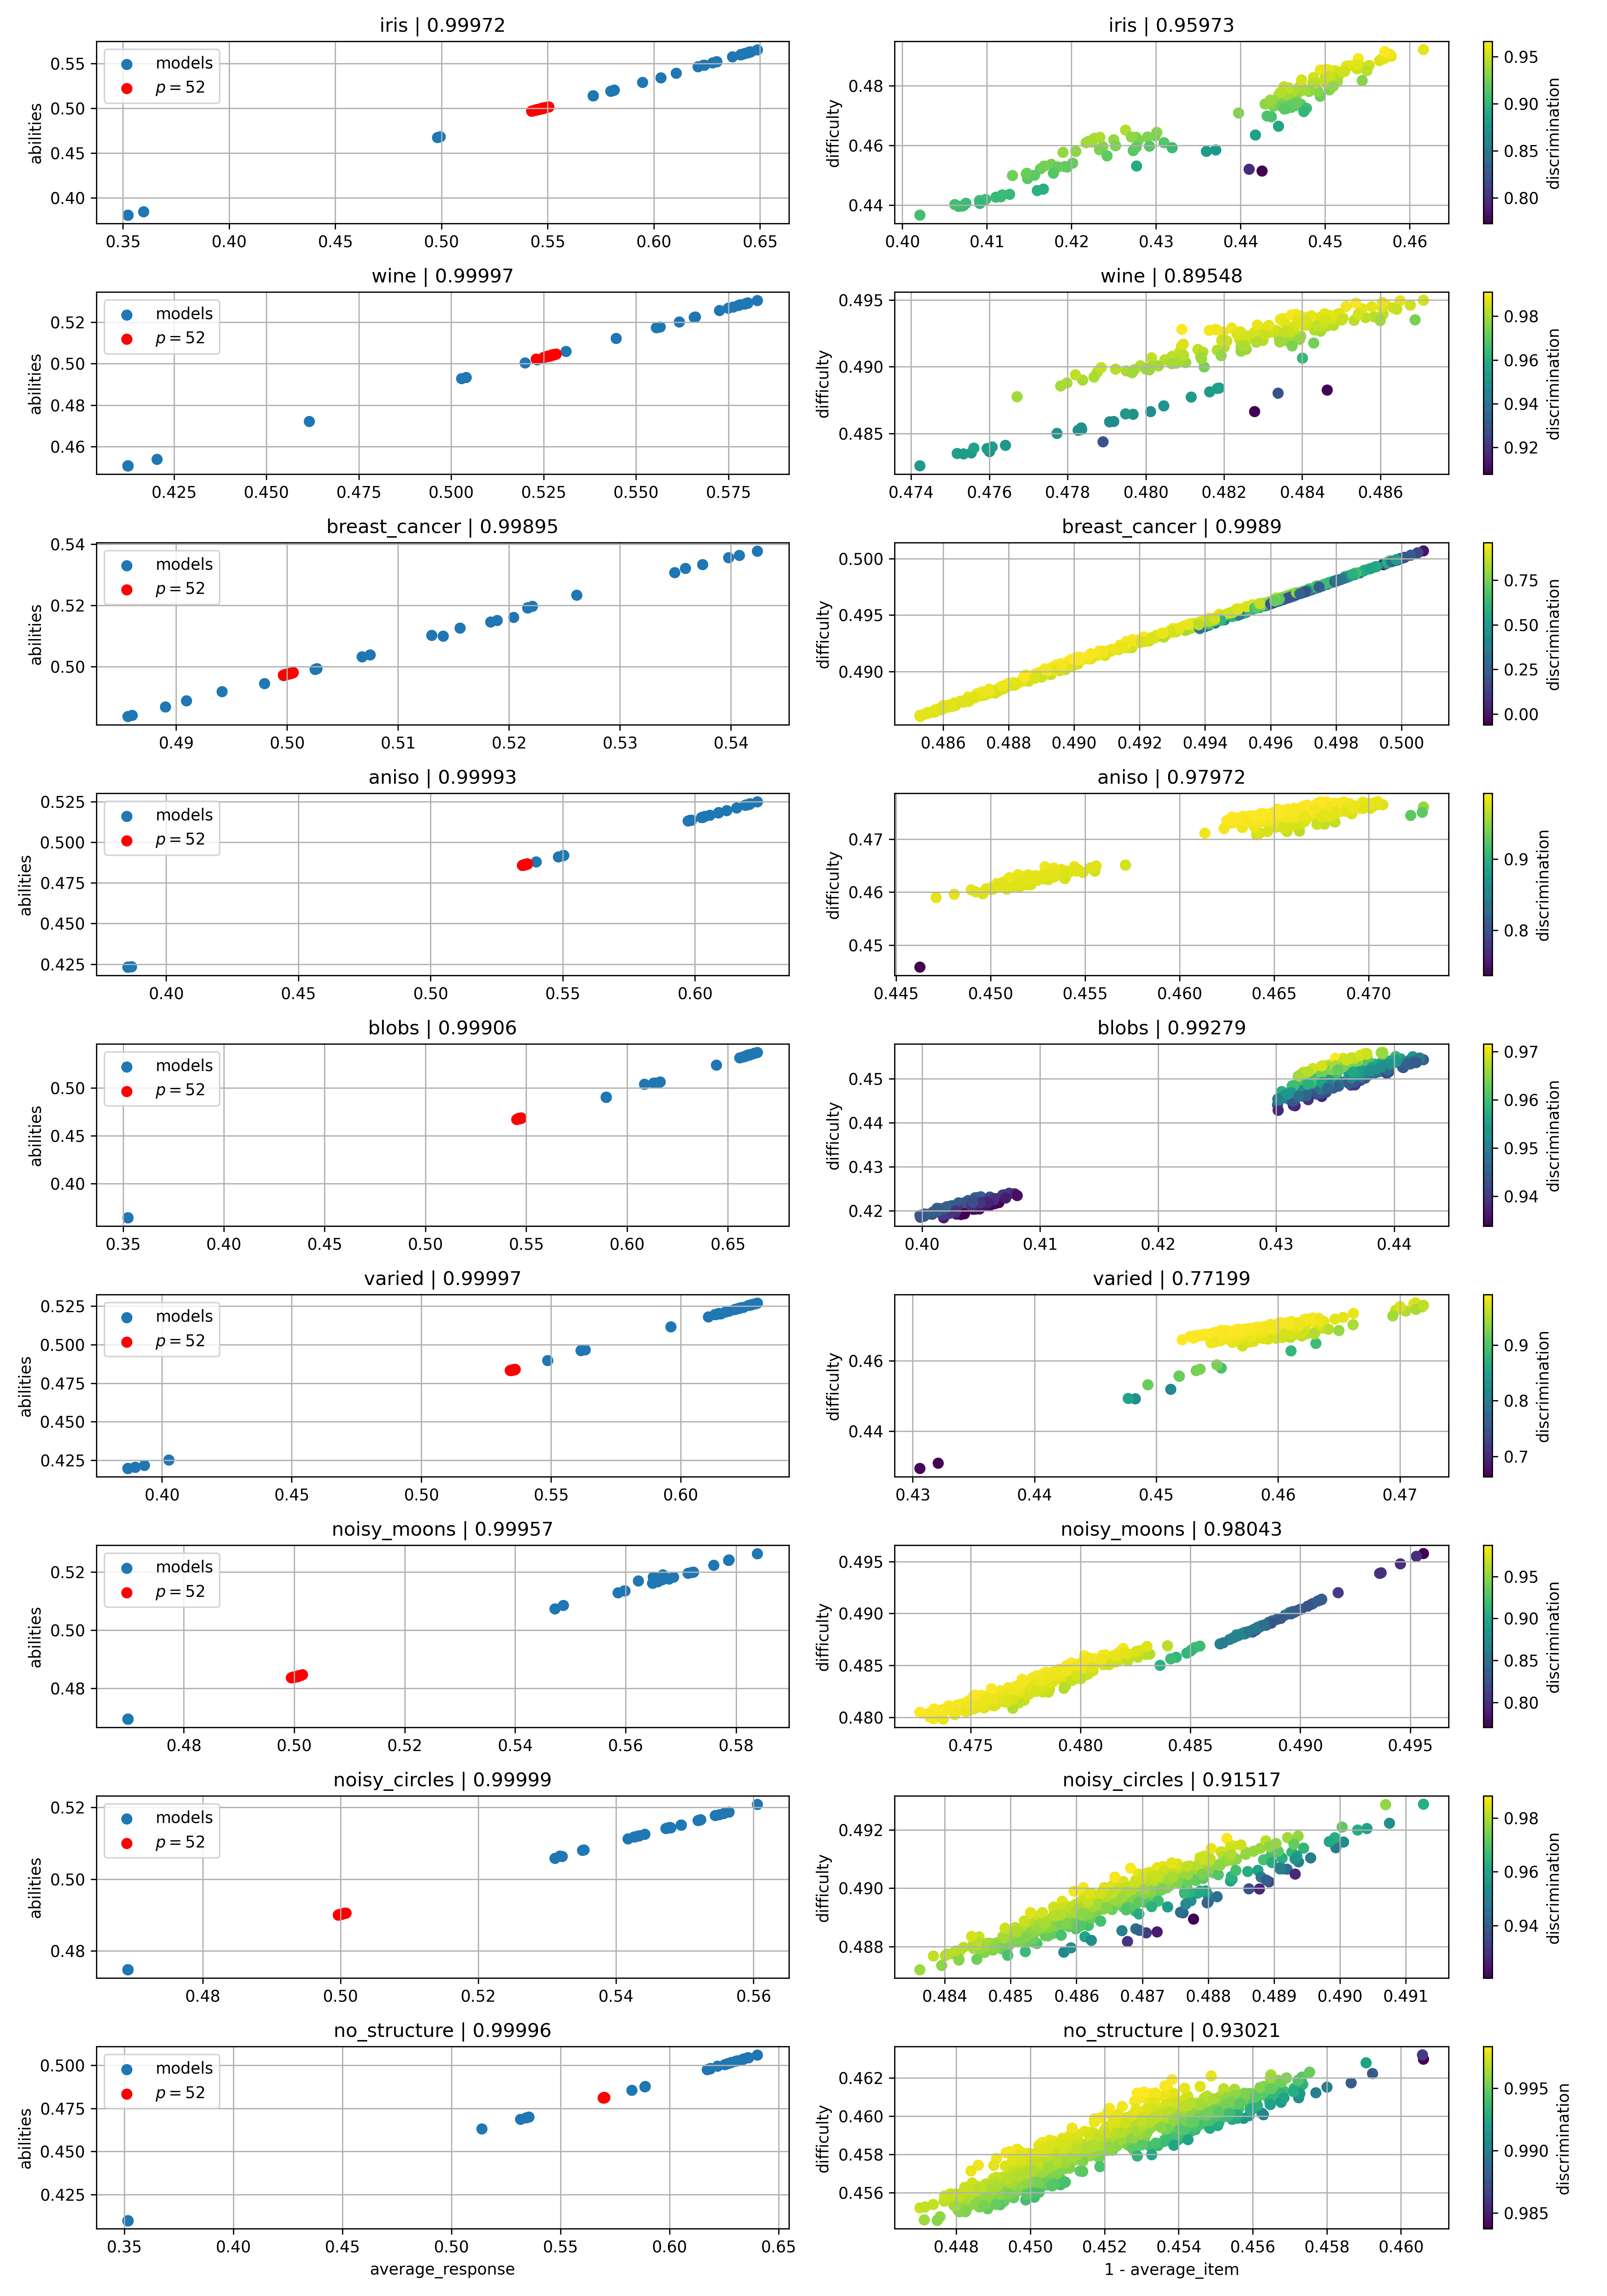 iris | 0.99972
models
p = 52
abilities
0.55
0.50
0.45
0.40
0.35 0.40 0.45 0.50 0.55 0.60 0.65
iris | 0.95973
difficulty
0.48
0.46
0.44
0.40 0.41 0.42 0.43 0.44 0.45 0.46
0.95
0.90
0.85
0.80
discrimination
wine | 0.99997
models
p = 52
abilities
0.52
0.50
0.48
0.46
0.425 0.450 0.475 0.500 0.525 0.550 0.575
wine | 0.89548
difficulty
0.495
0.490
0.485
0.474 0.476 0.478 0.480 0.482 0.484 0.486
0.98
0.96
0.94
0.92
discrimination
breast_cancer | 0.99895
models
p = 52
abilities
0.54
0.52
0.50
0.49 0.50 0.51 0.52 0.53 0.54
breast_cancer | 0.9989
difficulty
0.500
0.495
0.490
0.486 0.488 0.490 0.492 0.494 0.496 0.498 0.500
0.75
0.50
0.25
0.00
discrimination
aniso | 0.99993
models
p = 52
abilities
0.525
0.500
0.475
0.450
0.425
0.40 0.45 0.50 0.55 0.60
aniso | 0.97972
difficulty
0.47
0.46
0.45
0.445 0.450 0.455 0.460 0.465 0.470
0.9
0.8
discrimination
blobs | 0.99906
models
p = 52
abilities
0.50
0.45
0.40
0.35 0.40 0.45 0.50 0.55 0.60 0.65
blobs | 0.99279
difficulty
0.45
0.44
0.43
0.42
0.40 0.41 0.42 0.43 0.44
0.97
0.96
0.95
0.94
discrimination
varied | 0.99997
models
p = 52
abilities
0.525
0.500
0.475
0.450
0.425
0.40 0.45 0.50 0.55 0.60
varied | 0.77199
difficulty
0.46
0.44
0.43 0.44 0.45 0.46 0.47
0.9
0.8
0.7
discrimination
noisy_moons | 0.99957
models
p = 52
abilities
0.52
0.50
0.48
0.48 0.50 0.52 0.54 0.56 0.58
noisy_moons | 0.98043
difficulty
0.495
0.490
0.485
0.480
0.475 0.480 0.485 0.490 0.495
0.95
0.90
0.85
0.80
discrimination
noisy_circles | 0.99999
models
p = 52
abilities
0.52
0.50
0.48
0.48 0.50 0.52 0.54 0.56
noisy_circles | 0.91517
difficulty
0.492
0.490
0.488
0.484 0.485 0.486 0.487 0.488 0.489 0.490 0.491
0.98
0.96
0.94
discrimination
no_structure | 0.99996
models
p = 52
abilities
0.500
0.475
0.450
0.425
0.35 0.40 0.45 0.50 0.55 0.60 0.65
average_response
no_structure | 0.93021
difficulty
0.462
0.460
0.458
0.456
0.448 0.450 0.452 0.454 0.456 0.458 0.460
1 - average_item
0.995
0.990
0.985
discrimination